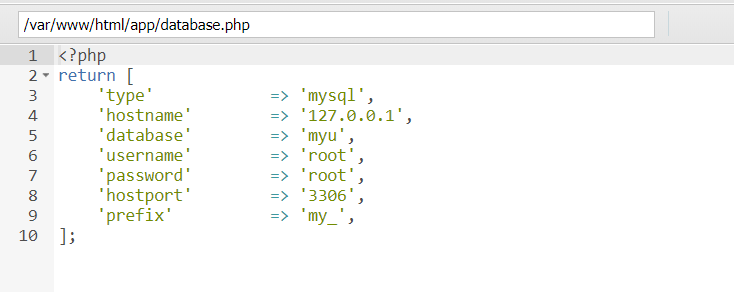 /var/www/html/app/database.php
1 <?php
2 return [
3     'type'            => 'mysql',
4     'hostname'        => '127.0.0.1',
5     'database'        => 'myu',
6     'username'        => 'root',
7     'password'        => 'root',
8     'hostport'        => '3306',
9     'prefix'          => 'my_',
10 ];